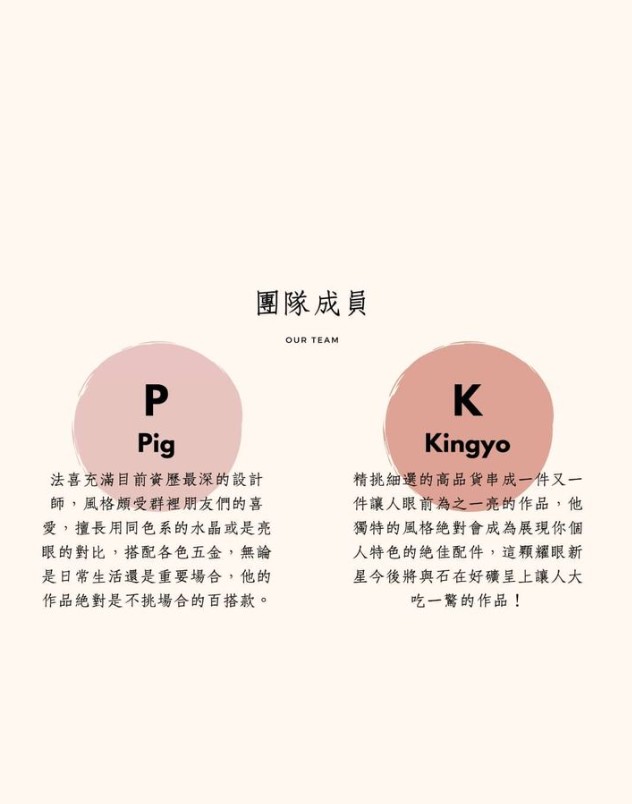 團隊成員
OUR TEAM
P
Pig
法喜充滿目前資歷最深的設計
師，風格頗受群裡朋友們的喜
愛，擅長用同色系的水晶或是亮
眼的對比，搭配各色五金，無論
是日常生活還是重要場合，他的
作品絕對是不挑場合的百搭款。
K
Kingyo
精挑細選的高品貨串成一件又一
件讓人眼前為之一亮的作品，他
獨特的風格絕對會成為展現你個
人特色的絕佳配件，這顆耀眼新
星今後將與石在好礦呈上讓人大
吃一驚的作品！